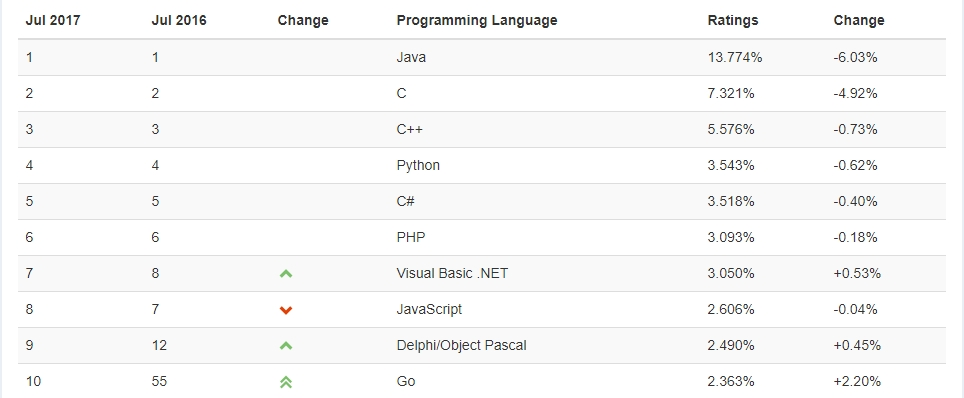 Jul 2017 Jul 2016 Change Programming Language Ratings Change
1 1 Java 13.774% -6.03%
2 2 C 7.321% -4.92%
3 3 C++ 5.576% -0.73%
4 4 Python 3.543% -0.62%
5 5 C# 3.518% -0.40%
6 6 PHP 3.093% -0.18%
7 8 Visual Basic .NET 3.050% +0.53%
8 7 JavaScript 2.606% -0.04%
9 12 Delphi/Object Pascal 2.490% +0.45%
10 55 Go 2.363% +2.20%